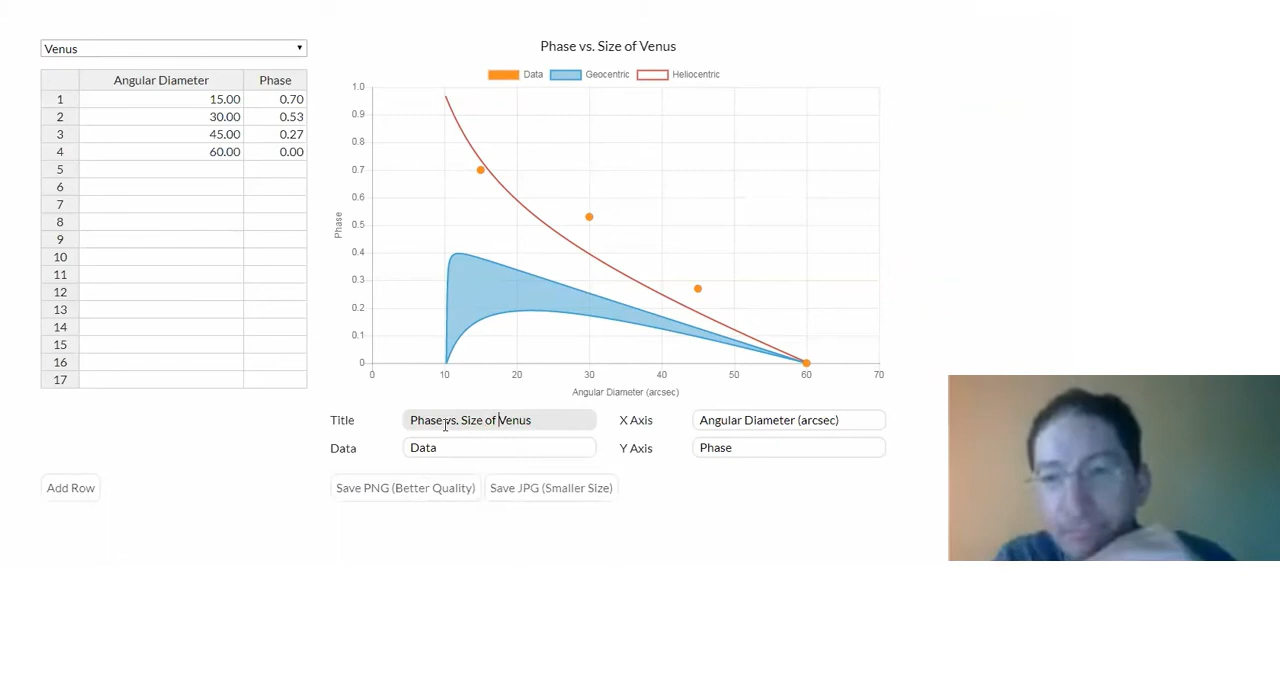 Venus
Angular Diameter Phase
1 15.00 0.70
2 30.00 0.53
3 45.00 0.27
4 60.00 0.00
5
6
7
8
9
10
11
12
13
14
15
16
17
Add Row
Phase vs. Size of Venus
Data Geocentric Heliocentric
1.0
0.9
0.8
0.7
0.6
0.5
0.4
0.3
0.2
0.1
0
Phase
0 10 20 30 40 50 60 70
Angular Diameter (arcsec)
Title Phase vs. Size of Venus X Axis Angular Diameter (arcsec)
Data Data Y Axis Phase
Save PNG (Better Quality) Save JPG (Smaller Size)